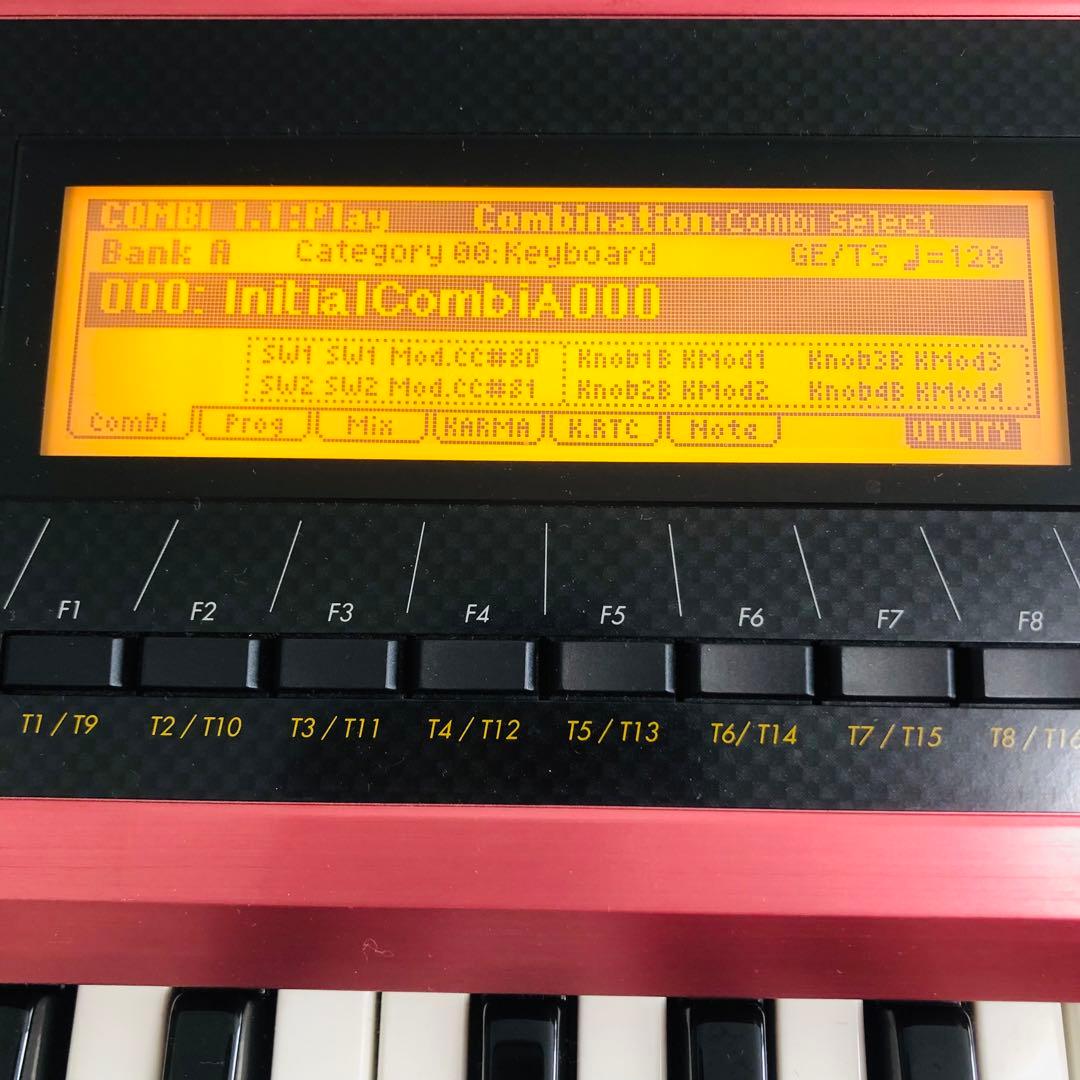 COMBI 1.1:Play Combination:Combi Select
Bank A Category 00:Keyboard GE/TS ♩=120
000: InitialCombiA000
SW1 SW1 Mod.CC#80 Knob1B KMod1 Knob3B KMod3
SW2 SW2 Mod.CC#81 Knob2B KMod2 Knob4B KMod4
Combi Prog Mix KARMA K.RTC Note UTILITY
F1 F2 F3 F4 F5 F6 F7 F8
T1 / T9 T2 / T10 T3 / T11 T4 / T12 T5 / T13 T6/ T14 T7 / T15 T8 / T16